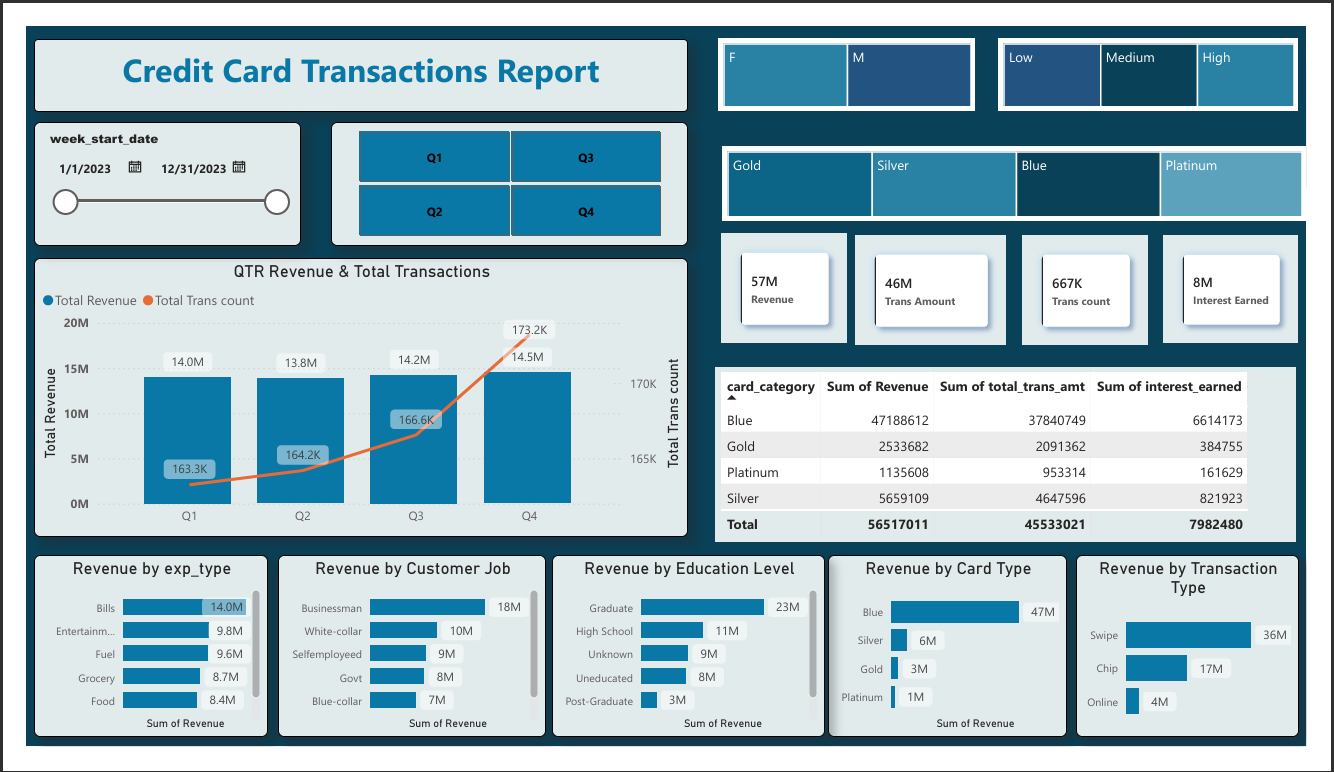 Credit Card Transactions Report
F M
Low Medium High
week_start_date
1/1/2023 12/31/2023
Q1 Q3
Q2 Q4
Gold Silver Blue Platinum
57M
Revenue
46M
Trans Amount
667K
Trans count
8M
Interest Earned
QTR Revenue & Total Transactions
Total Revenue Total Trans count
20M
15M
10M
5M
0M
Total Revenue
14.0M
13.8M
14.2M
14.5M
163.3K
164.2K
166.6K
173.2K
170K
165K
Total Trans count
Q1 Q2 Q3 Q4
card_category Sum of Revenue Sum of total_trans_amt Sum of interest_earned
Blue 47188612 37840749 6614173
Gold 2533682 2091362 384755
Platinum 1135608 953314 161629
Silver 5659109 4647596 821923
Total 56517011 45533021 7982480
Revenue by exp_type
Bills 14.0M
Entertainm... 9.8M
Fuel 9.6M
Grocery 8.7M
Food 8.4M
Sum of Revenue
Revenue by Customer Job
Businessman 18M
White-collar 10M
Selfemployeed 9M
Govt 8M
Blue-collar 7M
Sum of Revenue
Revenue by Education Level
Graduate 23M
High School 11M
Unknown 9M
Uneducated 8M
Post-Graduate 3M
Sum of Revenue
Revenue by Card Type
Blue 47M
Silver 6M
Gold 3M
Platinum 1M
Sum of Revenue
Revenue by Transaction
Type
Swipe 36M
Chip 17M
Online 4M